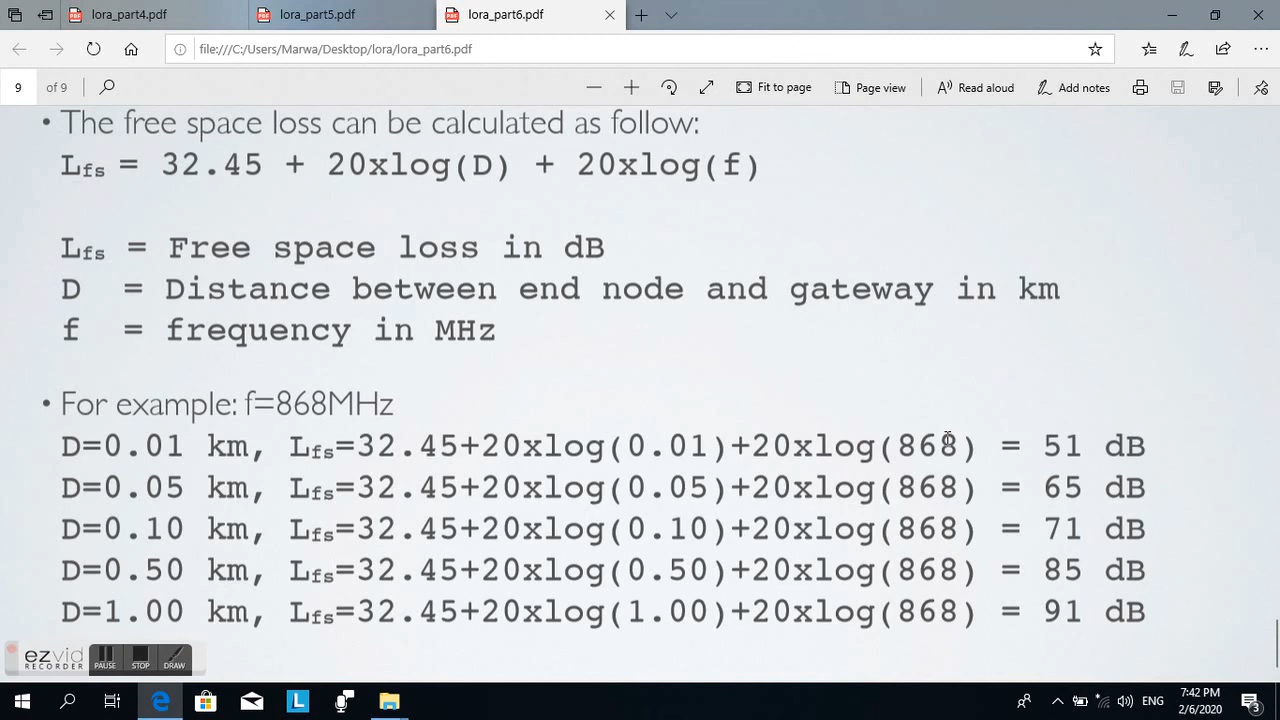 lora_part4.pdf
lora_part5.pdf
lora_part6.pdf
file:///C:/Users/Marwa/Desktop/lora/lora_part6.pdf
9 of 9
Fit to page
Page view
Read aloud
Add notes
• The free space loss can be calculated as follow:
Lfs = 32.45 + 20xlog(D) + 20xlog(f)
Lfs = Free space loss in dB
D = Distance between end node and gateway in km
f = frequency in MHz
• For example: f=868MHz
D=0.01 km, Lfs=32.45+20xlog(0.01)+20xlog(868) = 51 dB
D=0.05 km, Lfs=32.45+20xlog(0.05)+20xlog(868) = 65 dB
D=0.10 km, Lfs=32.45+20xlog(0.10)+20xlog(868) = 71 dB
D=0.50 km, Lfs=32.45+20xlog(0.50)+20xlog(868) = 85 dB
D=1.00 km, Lfs=32.45+20xlog(1.00)+20xlog(868) = 91 dB
ezvid
RECORDER
PAUSE
STOP
DRAW
L
ENG
7:42 PM
2/6/2020
3